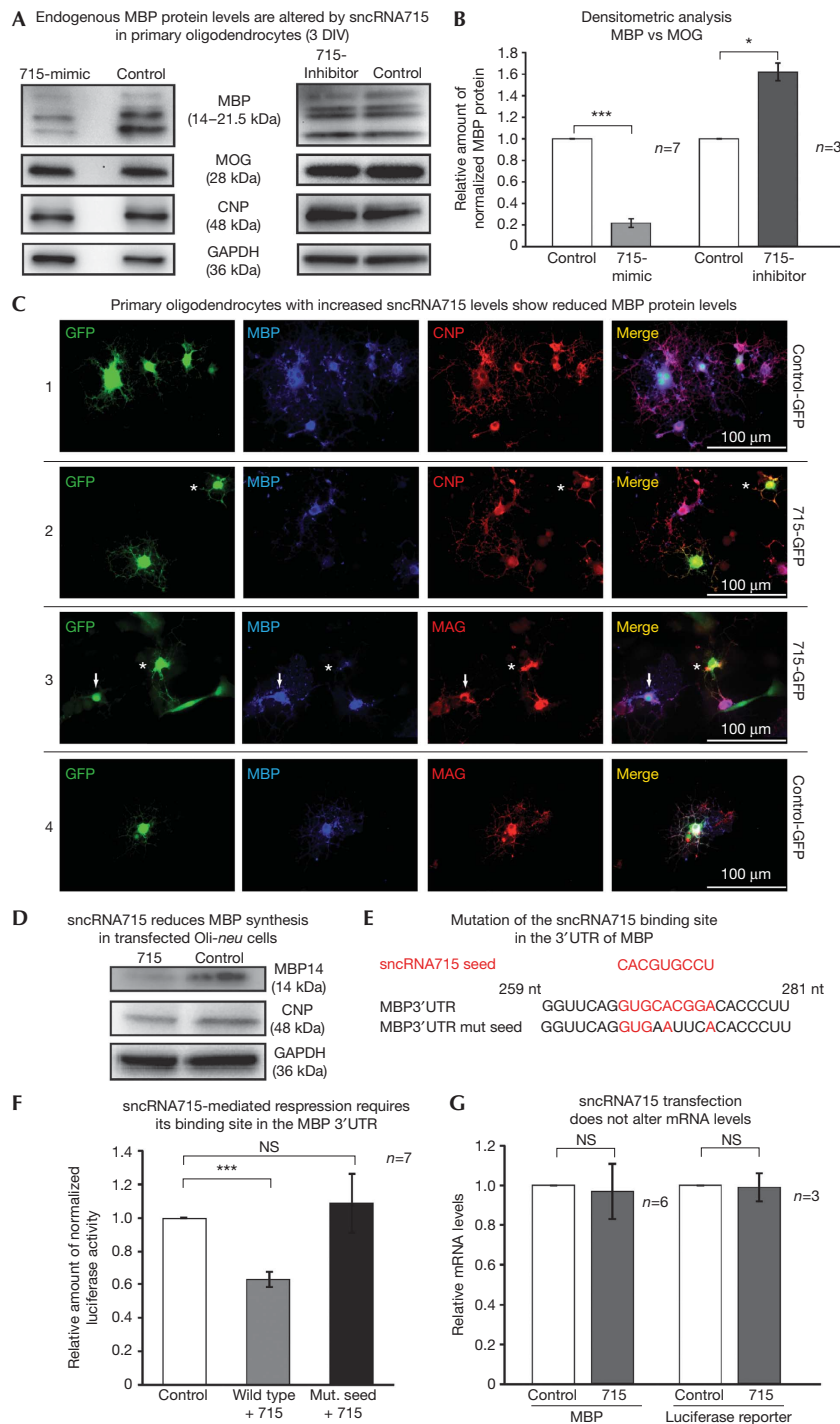 A Endogenous MBP protein levels are altered by sncRNA715
in primary oligodendrocytes (3 DIV)
715-mimic Control
715-
Inhibitor Control
MBP
(14–21.5 kDa)
MOG
(28 kDa)
CNP
(48 kDa)
GAPDH
(36 kDa)
B Densitometric analysis
MBP vs MOG
Relative amount of
normalized MBP protein
1.8
1.6
1.4
1.2
1.0
0.8
0.6
0.4
0.2
0
***
*
n=7
n=3
Control 715-
mimic
Control 715-
inhibitor
C Primary oligodendrocytes with increased sncRNA715 levels show reduced MBP protein levels
1
GFP MBP CNP Merge
100 µm
Control-GFP
2
GFP MBP CNP Merge
* * *
100 µm
715-GFP
3
GFP MBP MAG Merge
* * * *
100 µm
715-GFP
4
GFP MBP MAG Merge
100 µm
Control-GFP
D sncRNA715 reduces MBP synthesis
in transfected Oli-neu cells
715 Control
MBP14
(14 kDa)
CNP
(48 kDa)
GAPDH
(36 kDa)
E Mutation of the sncRNA715 binding site
in the 3′UTR of MBP
sncRNA715 seed CACGUGCCU
259 nt 281 nt
MBP3′UTR GGUUCAGGUGCACGGACACCCUU
MBP3′UTR mut seed GGUUCAGGUGAAUUCACACCCUU
F sncRNA715-mediated respression requires
its binding site in the MBP 3′UTR
Relative amount of normalized
luciferase activity
1.4
1.2
1.0
0.8
0.6
0.4
0.2
0
NS
***
n=7
Control Wild type
+ 715
Mut. seed
+ 715
G sncRNA715 transfection
does not alter mRNA levels
Relative mRNA levels
1.2
1.0
0.8
0.6
0.4
0.2
0
NS
NS
n=6
n=3
Control 715 Control 715
MBP Luciferase reporter